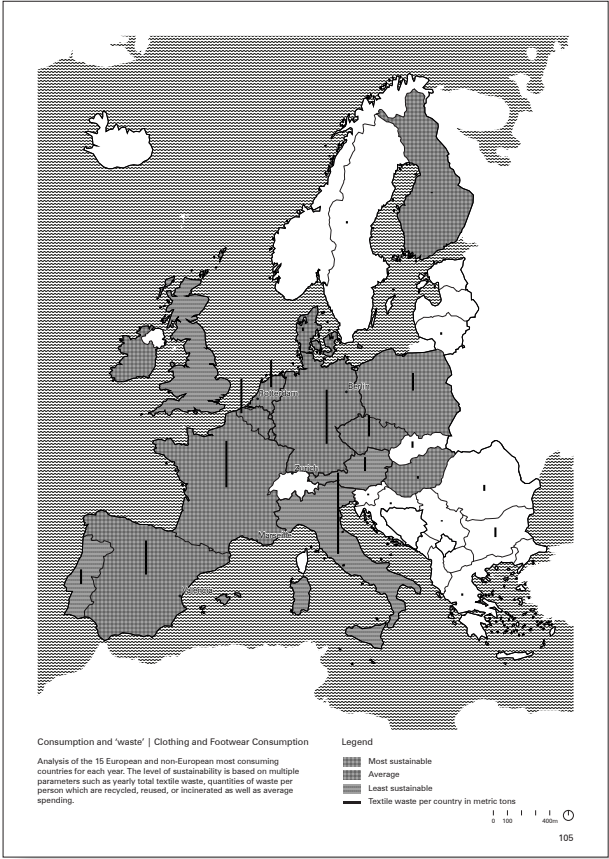 Berlin
Rotterdam
Zurich
Marseille
Consumption and ‘waste’ | Clothing and Footwear Consumption
Analysis of the 15 European and non-European most consuming
countries for each year. The level of sustainability is based on multiple
parameters such as yearly total textile waste, quantities of waste per
person which are recycled, reused, or incinerated as well as average
spending.
Legend
Most sustainable
Average
Least sustainable
Textile waste per country in metric tons
0 100 400m
105